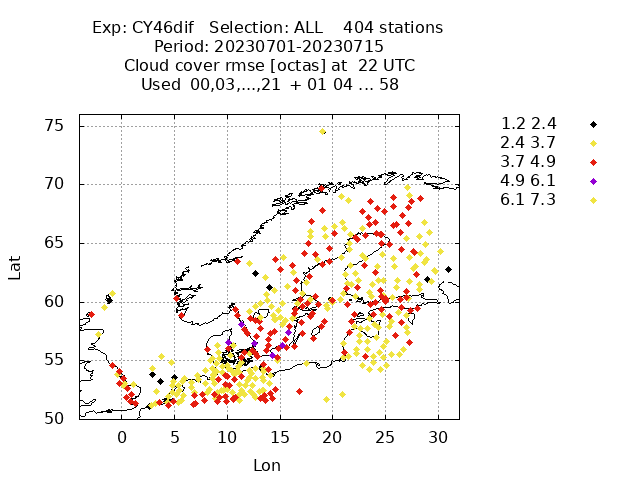 Exp: CY46dif   Selection: ALL    404 stations
Period: 20230701-20230715
Cloud cover rmse [octas] at  22 UTC
Used  00,03,...,21  + 01 04 ... 58
1.2 2.4
2.4 3.7
3.7 4.9
4.9 6.1
6.1 7.3
75
70
65
60
55
50
Lat
0 5 10 15 20 25 30
Lon